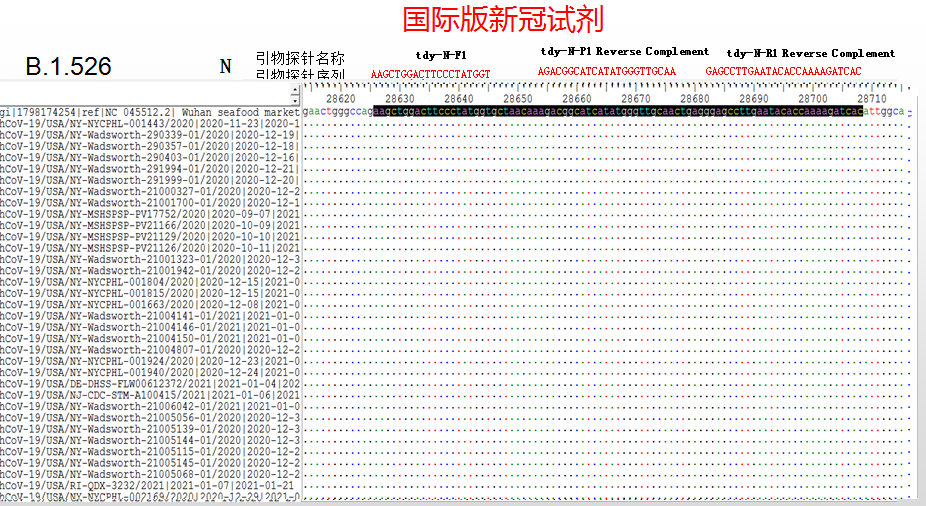 国际版新冠试剂
B.1.526
N
引物探针名称
引物探针序列
tdy-N-F1
tdy-N-P1 Reverse Complement
tdy-N-R1 Reverse Complement
AAGCTGGACTTCCCTATGGT
AGACGGCATCATATGGGTTGCAA
GAGCCTTGAATACACCAAAAGATCAC
28620 28630 28640 28650 28660 28670 28680 28690 28700 28710
gi|1798174254|ref|NC 045512.2| Wuhan seafood market gaactgggccagaagctggacttccctatggtgctaacaaagacggcatcatatgggttgcaactgagggagccttgaatacaccaaaagatcacattggca
hCoV-19/USA/NY-NYCPHL-001443/2020|2020-11-23|2020-1
hCoV-19/USA/NY-Wadsworth-290339-01/2020|2020-12-19|
hCoV-19/USA/NY-Wadsworth-290357-01/2020|2020-12-18|
hCoV-19/USA/NY-Wadsworth-290403-01/2020|2020-12-16|
hCoV-19/USA/NY-Wadsworth-291994-01/2020|2020-12-21|
hCoV-19/USA/NY-Wadsworth-291999-01/2020|2020-12-20|
hCoV-19/USA/NY-Wadsworth-21000327-01/2020|2020-12-2
hCoV-19/USA/NY-Wadsworth-21001700-01/2020|2020-12-1
hCoV-19/USA/NY-MSHSPSP-PV17752/2020|2020-09-07|2021
hCoV-19/USA/NY-MSHSPSP-PV21166/2020|2020-10-09|2021
hCoV-19/USA/NY-MSHSPSP-PV21129/2020|2020-10-10|2021
hCoV-19/USA/NY-MSHSPSP-PV21126/2020|2020-10-11|2021
hCoV-19/USA/NY-Wadsworth-21001323-01/2020|2020-12-3
hCoV-19/USA/NY-Wadsworth-21001942-01/2020|2020-12-2
hCoV-19/USA/NY-NYCPHL-001804/2020|2020-12-15|2021-0
hCoV-19/USA/NY-NYCPHL-001815/2020|2020-12-15|2021-0
hCoV-19/USA/NY-NYCPHL-001663/2020|2020-12-08|2021-0
hCoV-19/USA/NY-Wadsworth-21004141-01/2021|2021-01-0
hCoV-19/USA/NY-Wadsworth-21004146-01/2021|2021-01-0
hCoV-19/USA/NY-Wadsworth-21004150-01/2021|2021-01-0
hCoV-19/USA/NY-Wadsworth-21004807-01/2020|2020-12-2
hCoV-19/USA/NY-NYCPHL-001924/2020|2020-12-23|2021-0
hCoV-19/USA/NY-NYCPHL-001940/2020|2020-12-24|2021-0
hCoV-19/USA/DE-DHSS-FLW00612372/2021|2021-01-04|202
hCoV-19/USA/NJ-CDC-STM-A100415/2021|2021-01-06|2021
hCoV-19/USA/NY-Wadsworth-21006042-01/2021|2021-01-0
hCoV-19/USA/NY-Wadsworth-21005056-01/2020|2020-12-3
hCoV-19/USA/NY-Wadsworth-21005139-01/2020|2020-12-3
hCoV-19/USA/NY-Wadsworth-21005144-01/2020|2020-12-3
hCoV-19/USA/NY-Wadsworth-21005115-01/2020|2020-12-2
hCoV-19/USA/NY-Wadsworth-21005145-01/2020|2020-12-2
hCoV-19/USA/NY-Wadsworth-21005068-01/2020|2020-12-2
hCoV-19/USA/RI-QDX-3232/2021|2021-01-07|2021-01-21
hCoV-19/USA/NY-NYCPHL-002169/2020|2020-12-29|2021-0